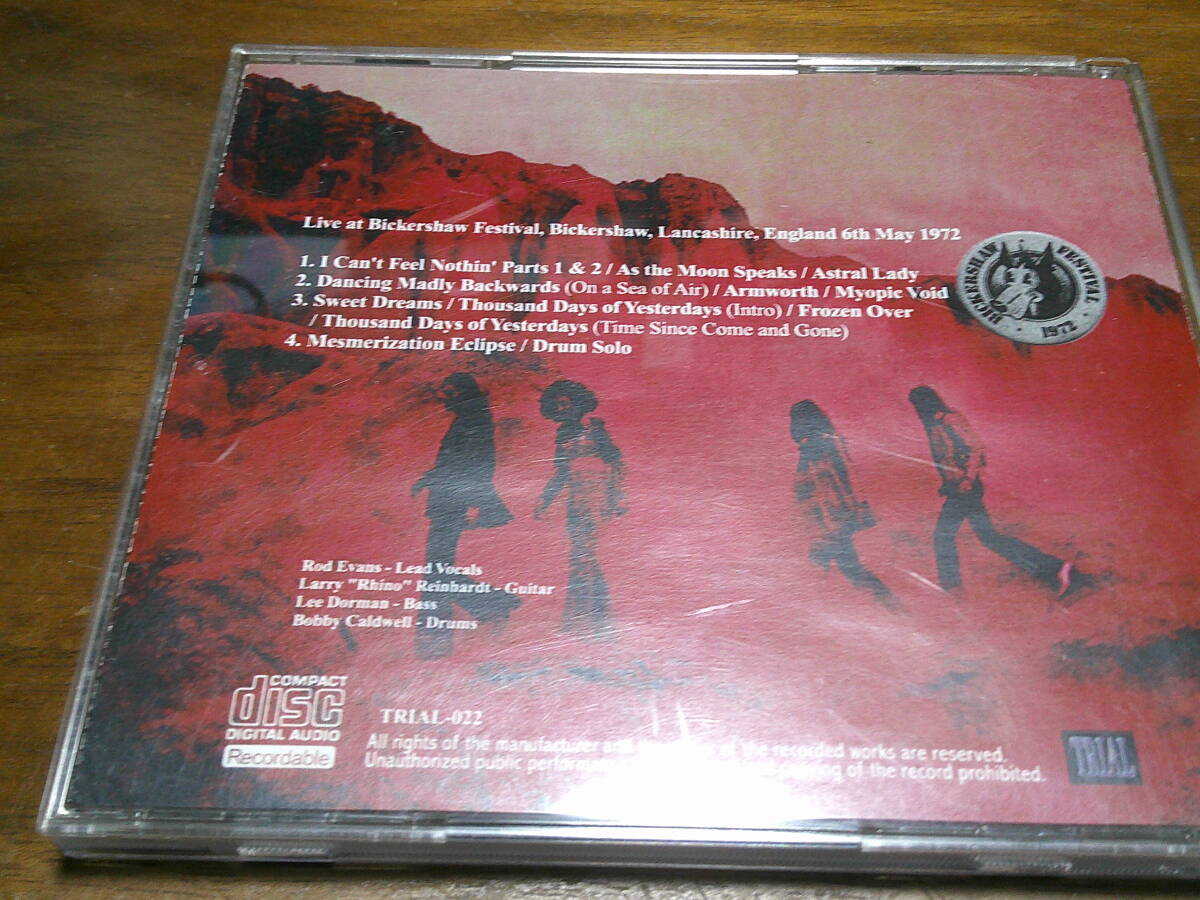 Live at Bickershaw Festival, Bickershaw, Lancashire, England 6th May 1972
1. I Can't Feel Nothin' Parts 1 & 2 / As the Moon Speaks / Astral Lady
2. Dancing Madly Backwards (On a Sea of Air) / Armworth / Myopic Void
3. Sweet Dreams / Thousand Days of Yesterdays (Intro) / Frozen Over
/ Thousand Days of Yesterdays (Time Since Come and Gone)
4. Mesmerization Eclipse / Drum Solo
BICKERSHAW FESTIVAL
· 1972 ·
Rod Evans - Lead Vocals
Larry "Rhino" Reinhardt - Guitar
Lee Dorman - Bass
Bobby Caldwell - Drums
COMPACT
disc
DIGITAL AUDIO
Recordable
TRIAL-022
All rights of the manufacturer and of the recorded works are reserved.
Unauthorized public of the record prohibited.
TRIAL